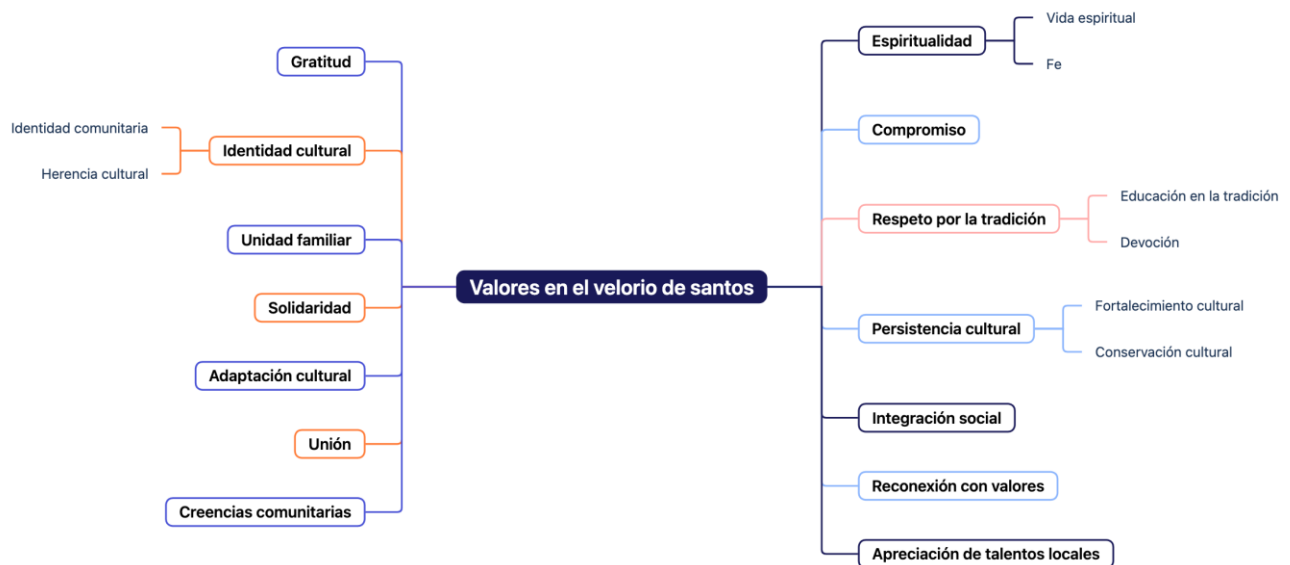 Valores en el velorio de santos
Gratitud
Identidad cultural
Identidad comunitaria
Herencia cultural
Unidad familiar
Solidaridad
Adaptación cultural
Unión
Creencias comunitarias
Espiritualidad
Vida espiritual
Fe
Compromiso
Respeto por la tradición
Educación en la tradición
Devoción
Persistencia cultural
Fortalecimiento cultural
Conservación cultural
Integración social
Reconexión con valores
Apreciación de talentos locales